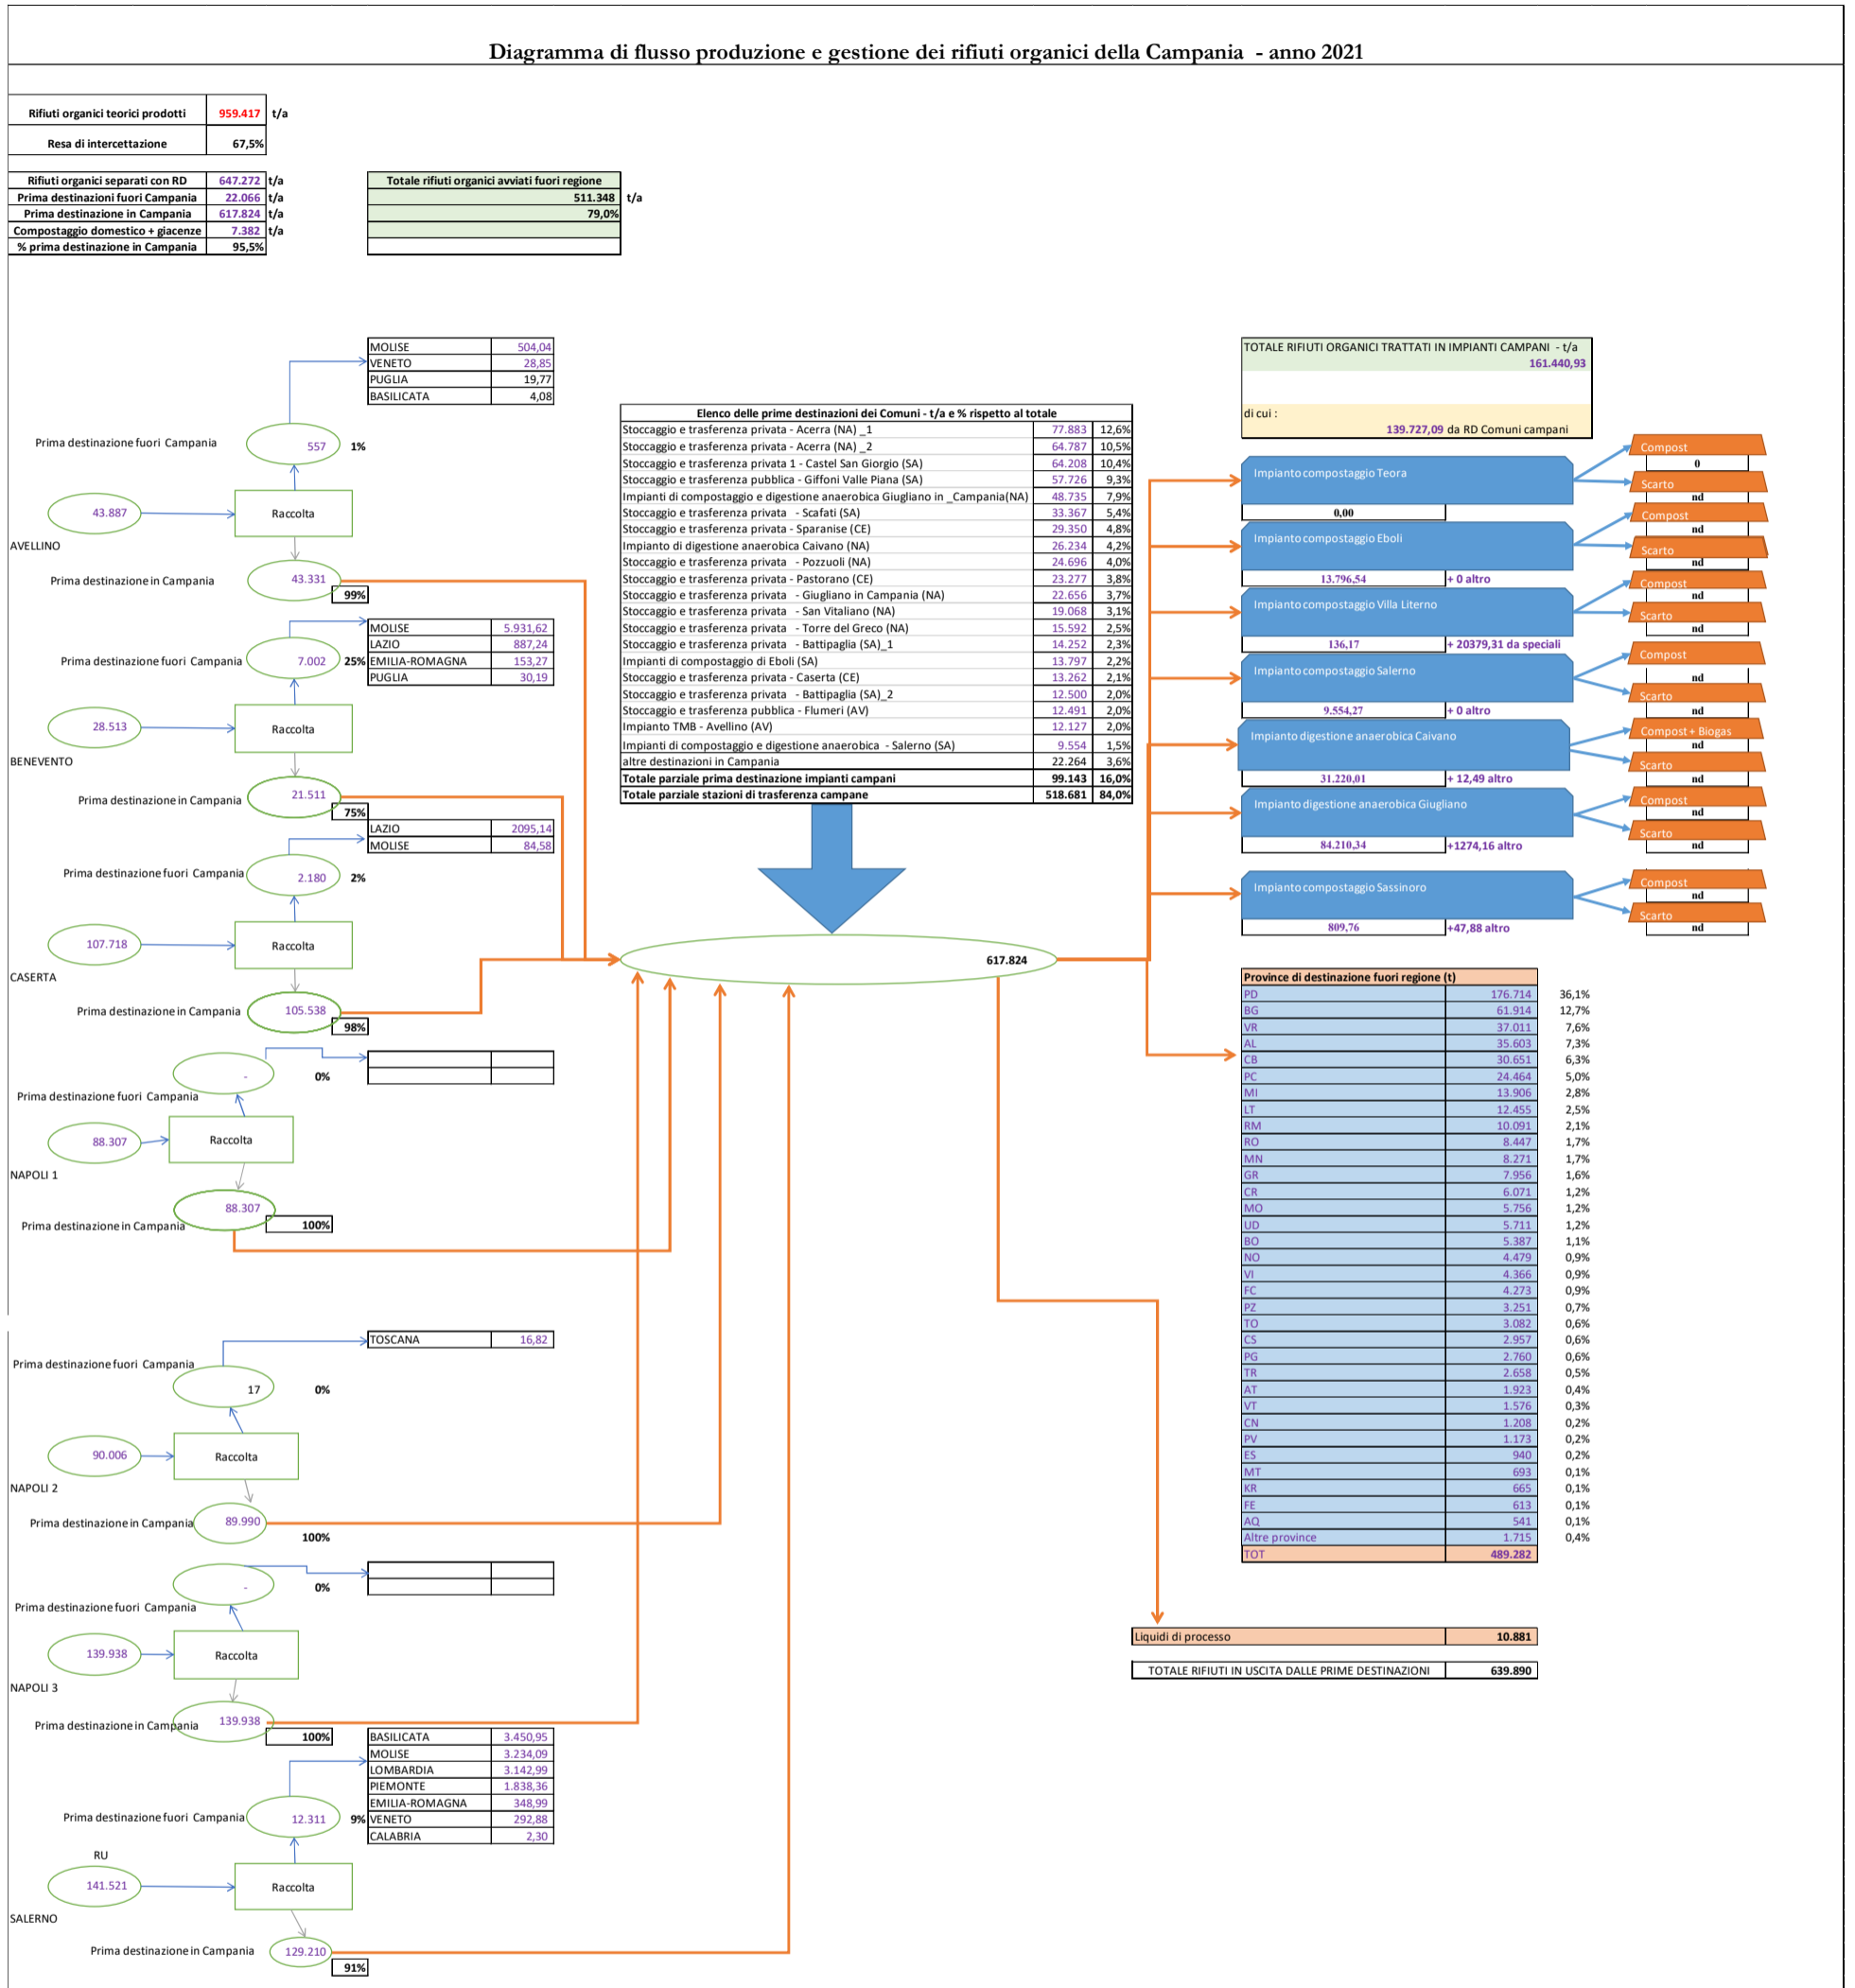 Diagramma di flusso produzione e gestione dei rifiuti organici della Campania - anno 2021
Rifiuti organici teorici prodotti 959.417 t/a
Resa di intercettazione 67,5%
Rifiuti organici separati con RD 647.272 t/a
Prima destinazioni fuori Campania 22.066 t/a
Prima destinazione in Campania 617.824 t/a
Compostaggio domestico + giacenze 7.382 t/a
% prima destinazione in Campania 95,5%
Totale rifiuti organici avviati fuori regione
511.348 t/a
79,0%
MOLISE 504,04
VENETO 28,85
PUGLIA 19,77
BASILICATA 4,08
Prima destinazione fuori Campania 557 1%
43.887 Raccolta
AVELLINO
Prima destinazione in Campania 43.331
99%
MOLISE 5.931,62
LAZIO 887,24
EMILIA-ROMAGNA 153,27
PUGLIA 30,19
Prima destinazione fuori Campania 7.002 25%
28.513 Raccolta
BENEVENTO
Prima destinazione in Campania 21.511
75%
LAZIO 2095,14
MOLISE 84,58
Prima destinazione fuori Campania 2.180 2%
107.718 Raccolta
CASERTA
Prima destinazione in Campania 105.538
98%
- 0%
Prima destinazione fuori Campania
88.307 Raccolta
NAPOLI 1
88.307
Prima destinazione in Campania 100%
TOSCANA 16,82
Prima destinazione fuori Campania
17 0%
90.006 Raccolta
NAPOLI 2
Prima destinazione in Campania 89.990
100%
- 0%
Prima destinazione fuori Campania
139.938 Raccolta
NAPOLI 3
Prima destinazione in Campania 139.938
100%
BASILICATA 3.450,95
MOLISE 3.234,09
LOMBARDIA 3.142,99
PIEMONTE 1.838,36
EMILIA-ROMAGNA 348,99
VENETO 292,88
CALABRIA 2,30
Prima destinazione fuori Campania 12.311 9%
RU
141.521 Raccolta
SALERNO
Prima destinazione in Campania 129.210
91%
Elenco delle prime destinazioni dei Comuni - t/a e % rispetto al totale
Stoccaggio e trasferenza privata - Acerra (NA) _1 77.883 12,6%
Stoccaggio e trasferenza privata - Acerra (NA) _2 64.787 10,5%
Stoccaggio e trasferenza privata 1 - Castel San Giorgio (SA) 64.208 10,4%
Stoccaggio e trasferenza pubblica - Giffoni Valle Piana (SA) 57.726 9,3%
Impianti di compostaggio e digestione anaerobica Giugliano in _Campania(NA) 48.735 7,9%
Stoccaggio e trasferenza privata - Scafati (SA) 33.367 5,4%
Stoccaggio e trasferenza privata - Sparanise (CE) 29.350 4,8%
Impianto di digestione anaerobica Caivano (NA) 26.234 4,2%
Stoccaggio e trasferenza privata - Pozzuoli (NA) 24.696 4,0%
Stoccaggio e trasferenza privata - Pastorano (CE) 23.277 3,8%
Stoccaggio e trasferenza privata - Giugliano in Campania (NA) 22.656 3,7%
Stoccaggio e trasferenza privata - San Vitaliano (NA) 19.068 3,1%
Stoccaggio e trasferenza privata - Torre del Greco (NA) 15.592 2,5%
Stoccaggio e trasferenza privata - Battipaglia (SA)_1 14.252 2,3%
Impianti di compostaggio di Eboli (SA) 13.797 2,2%
Stoccaggio e trasferenza privata - Caserta (CE) 13.262 2,1%
Stoccaggio e trasferenza privata - Battipaglia (SA)_2 12.500 2,0%
Stoccaggio e trasferenza pubblica - Flumeri (AV) 12.491 2,0%
Impianto TMB - Avellino (AV) 12.127 2,0%
Impianti di compostaggio e digestione anaerobica - Salerno (SA) 9.554 1,5%
altre destinazioni in Campania 22.264 3,6%
Totale parziale prima destinazione impianti campani 99.143 16,0%
Totale parziale stazioni di trasferenza campane 518.681 84,0%
617.824
TOTALE RIFIUTI ORGANICI TRATTATI IN IMPIANTI CAMPANI - t/a
161.440,93
di cui :
139.727,09 da RD Comuni campani
Impianto compostaggio Teora
0,00
Compost
0
Scarto
nd
Impianto compostaggio Eboli
13.796,54 + 0 altro
Compost
nd
Scarto
nd
Impianto compostaggio Villa Literno
136,17 + 20379,31 da speciali
Compost
nd
Scarto
nd
Impianto compostaggio Salerno
9.554,27 + 0 altro
Compost
nd
Scarto
nd
Impianto digestione anaerobica Caivano
31.220,01 + 12,49 altro
Compost + Biogas
nd
Scarto
nd
Impianto digestione anaerobica Giugliano
84.210,34 +1274,16 altro
Compost
nd
Scarto
nd
Impianto compostaggio Sassinoro
809,76 +47,88 altro
Compost
nd
Scarto
nd
Province di destinazione fuori regione (t)
PD 176.714 36,1%
BG 61.914 12,7%
VR 37.011 7,6%
AL 35.603 7,3%
CB 30.651 6,3%
PC 24.464 5,0%
MI 13.906 2,8%
LT 12.455 2,5%
RM 10.091 2,1%
RO 8.447 1,7%
MN 8.271 1,7%
GR 7.956 1,6%
CR 6.071 1,2%
MO 5.756 1,2%
UD 5.711 1,2%
BO 5.387 1,1%
NO 4.479 0,9%
VI 4.366 0,9%
FC 4.273 0,9%
PZ 3.251 0,7%
TO 3.082 0,6%
CS 2.957 0,6%
PG 2.760 0,6%
TR 2.658 0,5%
AT 1.923 0,4%
VT 1.576 0,3%
CN 1.208 0,2%
PV 1.173 0,2%
ES 940 0,2%
MT 693 0,1%
KR 665 0,1%
FE 613 0,1%
AQ 541 0,1%
Altre province 1.715 0,4%
TOT 489.282
Liquidi di processo 10.881
TOTALE RIFIUTI IN USCITA DALLE PRIME DESTINAZIONI 639.890